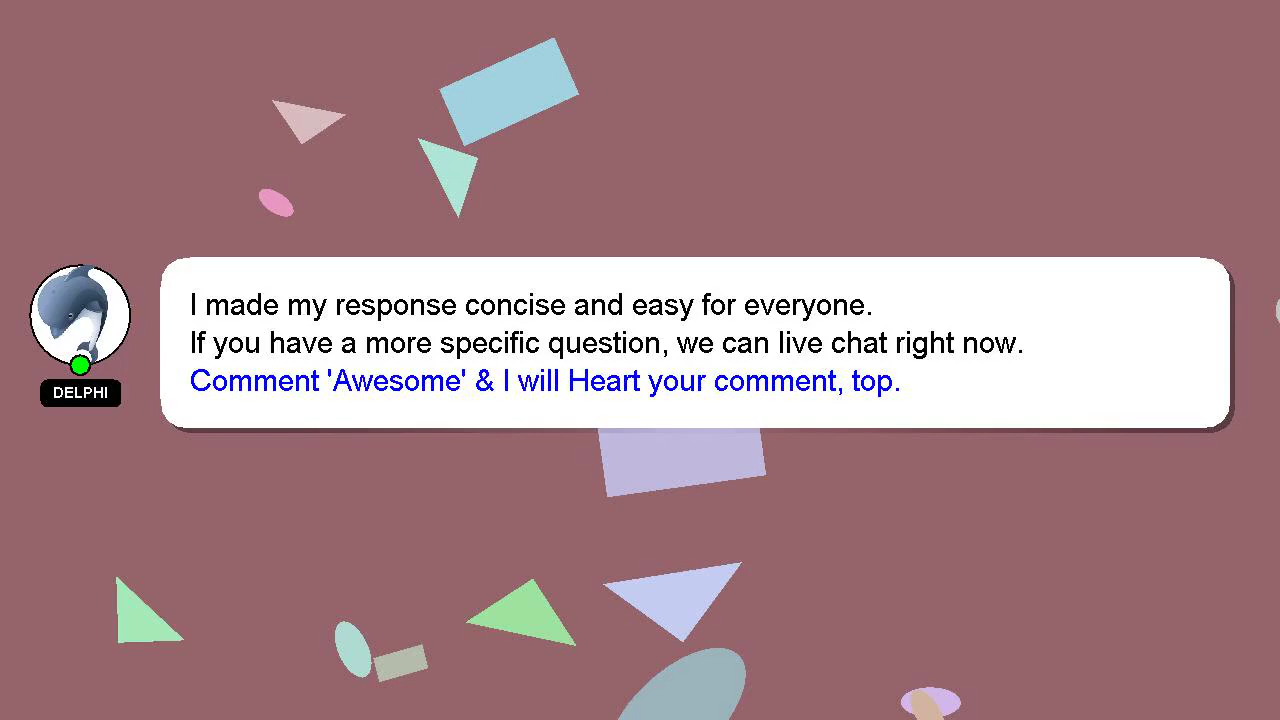 I made my response concise and easy for everyone.
If you have a more specific question, we can live chat right now.
Comment 'Awesome' & I will Heart your comment, top.
DELPHI